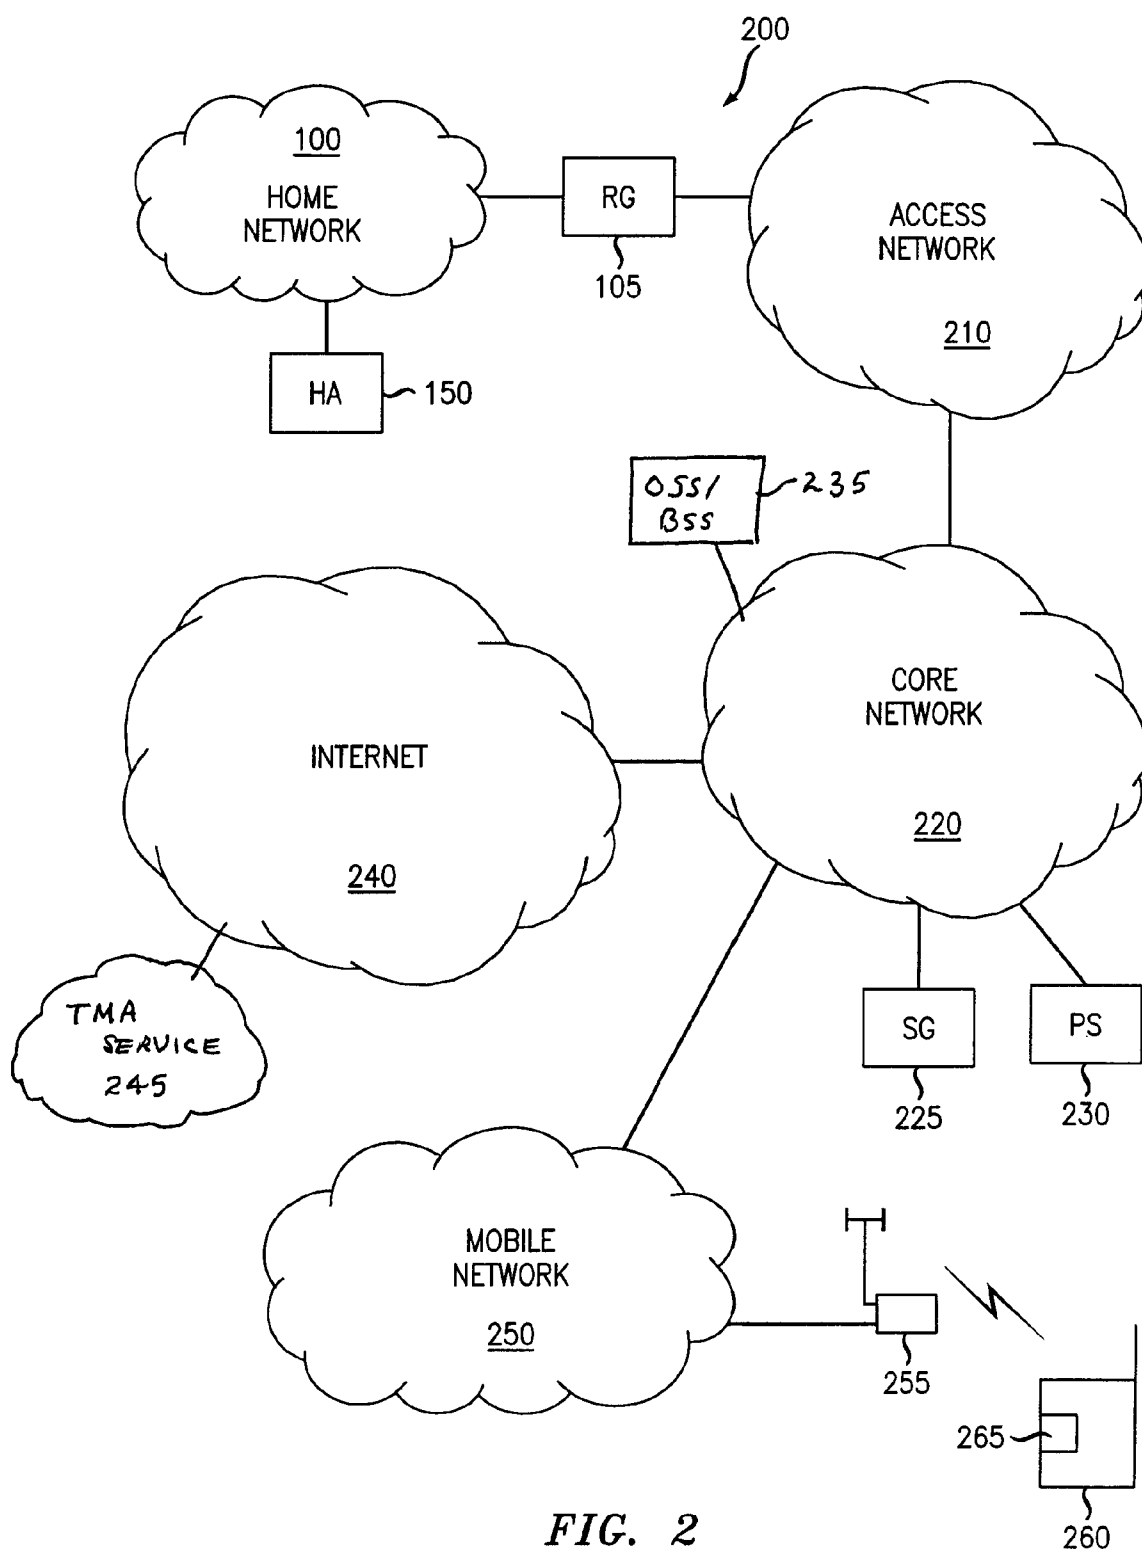 200
100
HOME
NETWORK
RG
105
ACCESS
NETWORK
210
HA
150
OSS/
BSS
235
CORE
NETWORK
220
INTERNET
240
TMA
SERVICE
245
SG
225
PS
230
MOBILE
NETWORK
250
255
265
260
FIG. 2